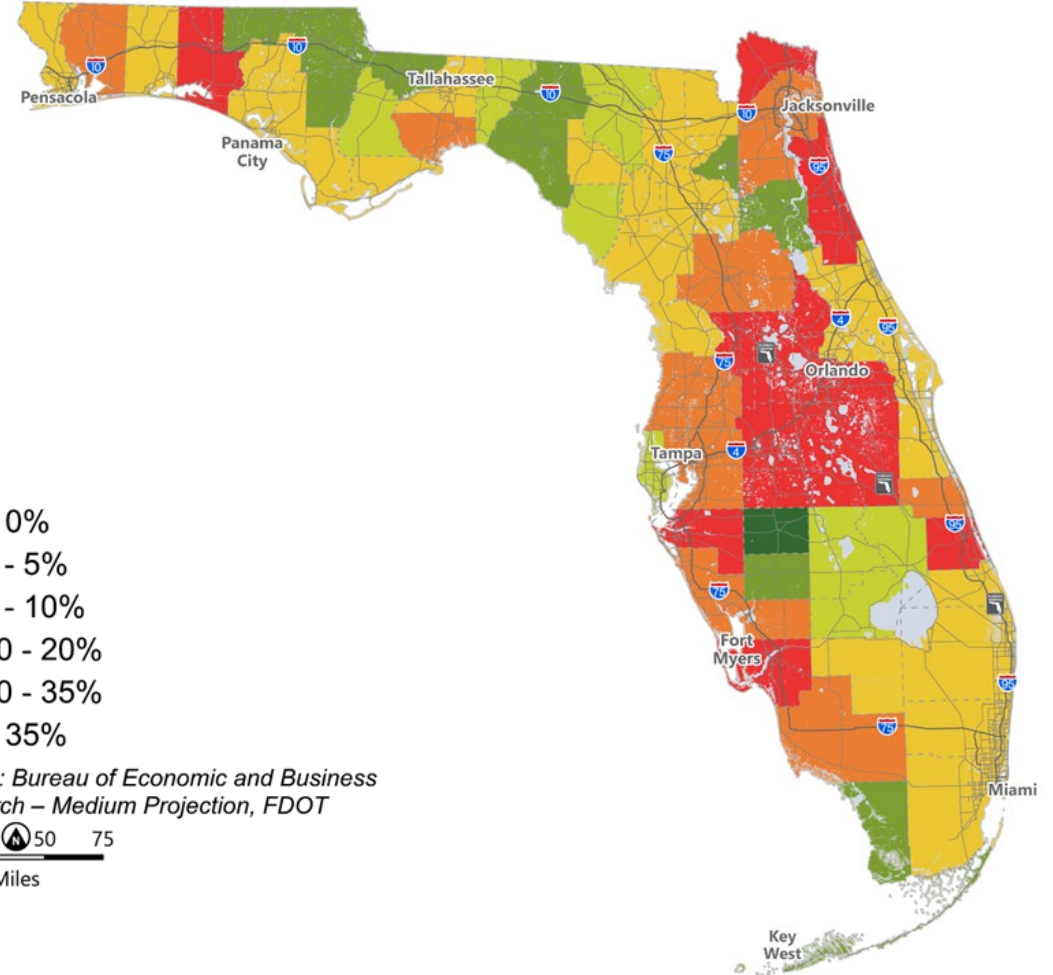 10
10
Pensacola
Tallahassee
10
Panama
City
75
10
Jacksonville
95
4
95
75
Orlando
Tampa
4
95
75
Fort
Myers
95
75
Miami
Key
West
0%
- 5%
- 10%
0 - 20%
0 - 35%
35%
: Bureau of Economic and Business
rch – Medium Projection, FDOT
N 50 75
Miles